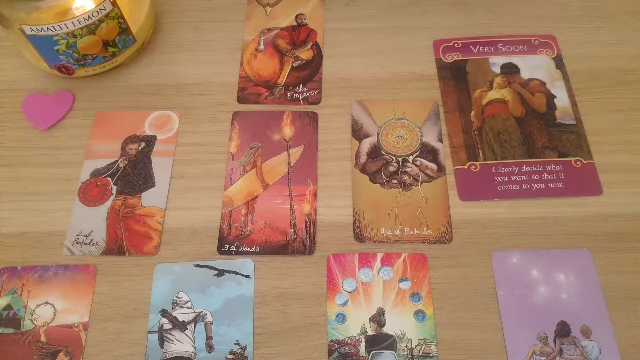 AMALFI LEMON
the
Emperor
VERY SOON
Clearly decide what
you want so that it
comes to you now.
3 of Wands
Ace of Pentacles